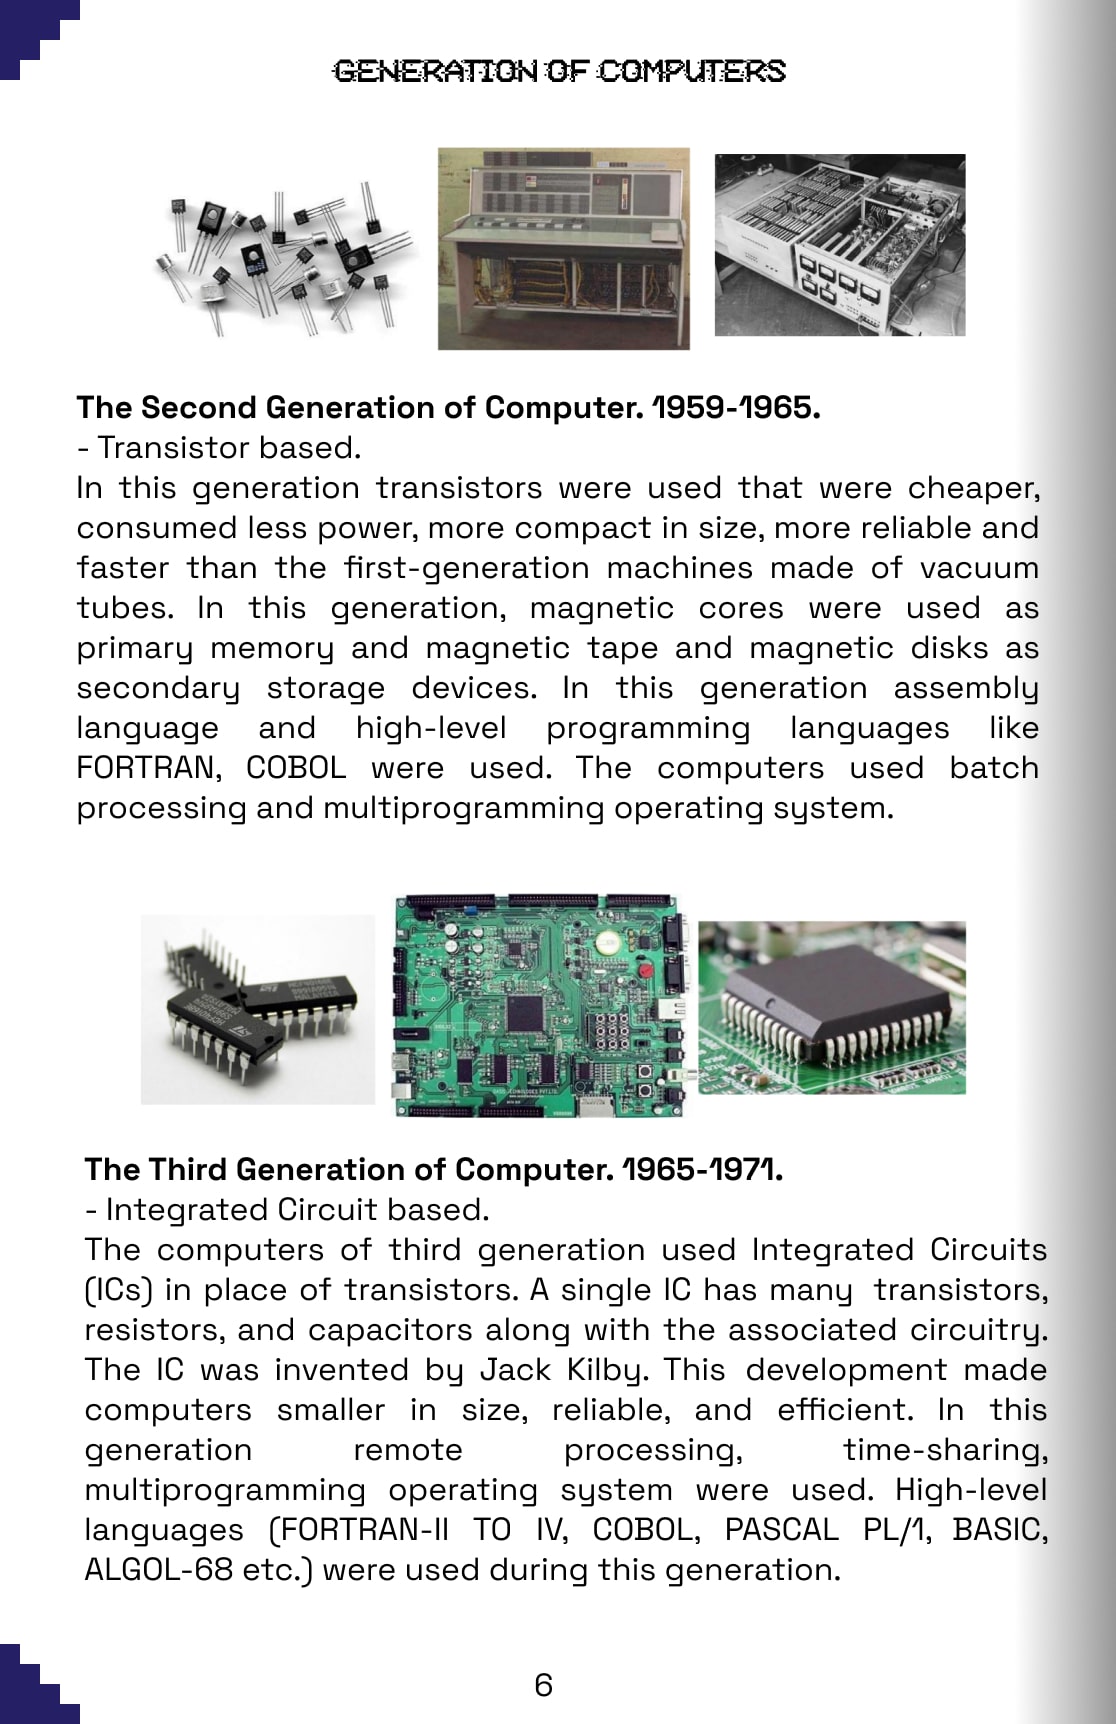 GENERATION OF COMPUTERS
The Second Generation of Computer. 1959-1965.
- Transistor based.
In this generation transistors were used that were cheaper,
consumed less power, more compact in size, more reliable and
faster than the first-generation machines made of vacuum
tubes. In this generation, magnetic cores were used as
primary memory and magnetic tape and magnetic disks as
secondary storage devices. In this generation assembly
language and high-level programming languages like
FORTRAN, COBOL were used. The computers used batch
processing and multiprogramming operating system.
The Third Generation of Computer. 1965-1971.
- Integrated Circuit based.
The computers of third generation used Integrated Circuits
(ICs) in place of transistors. A single IC has many transistors,
resistors, and capacitors along with the associated circuitry.
The IC was invented by Jack Kilby. This development made
computers smaller in size, reliable, and efficient. In this
generation remote processing, time-sharing,
multiprogramming operating system were used. High-level
languages (FORTRAN-II TO IV, COBOL, PASCAL PL/1, BASIC,
ALGOL-68 etc.) were used during this generation.
6